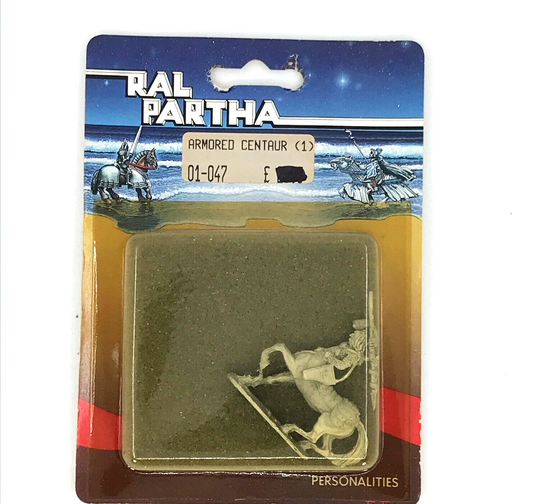 RAL
PARTHA
ARMORED CENTAUR (1)
01-047 £
PERSONALITIES